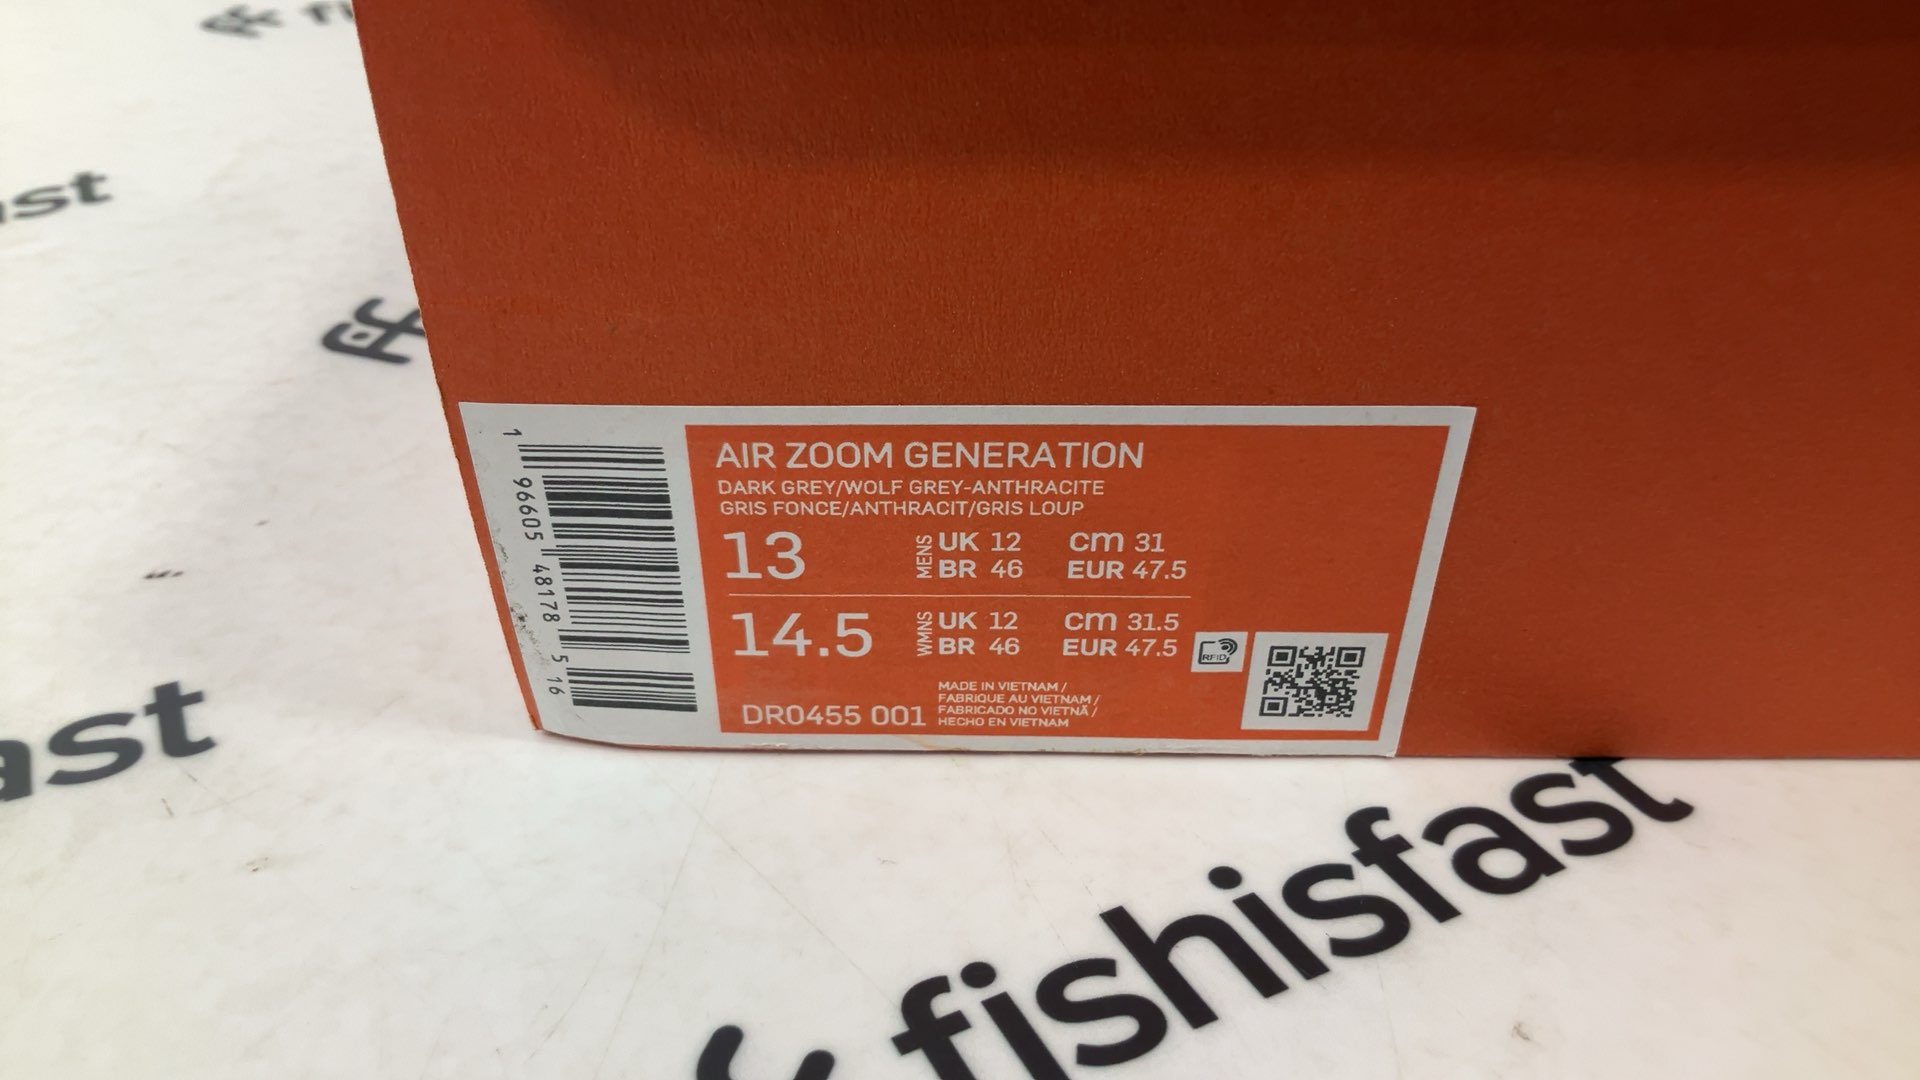 AIR ZOOM GENERATION
DARK GREY/WOLF GREY-ANTHRACITE
GRIS FONCE/ANTHRACIT/GRIS LOUP
13 MENS UK 12 CM 31
BR 46 EUR 47.5
14.5 WMNS UK 12 CM 31.5
BR 46 EUR 47.5
RFID
DR0455 001
MADE IN VIETNAM /
FABRIQUE AU VIETNAM /
FABRICADO NO VIETNÃ /
HECHO EN VIETNAM
1 96605 48178 5 16
ast
ast
fishisfast